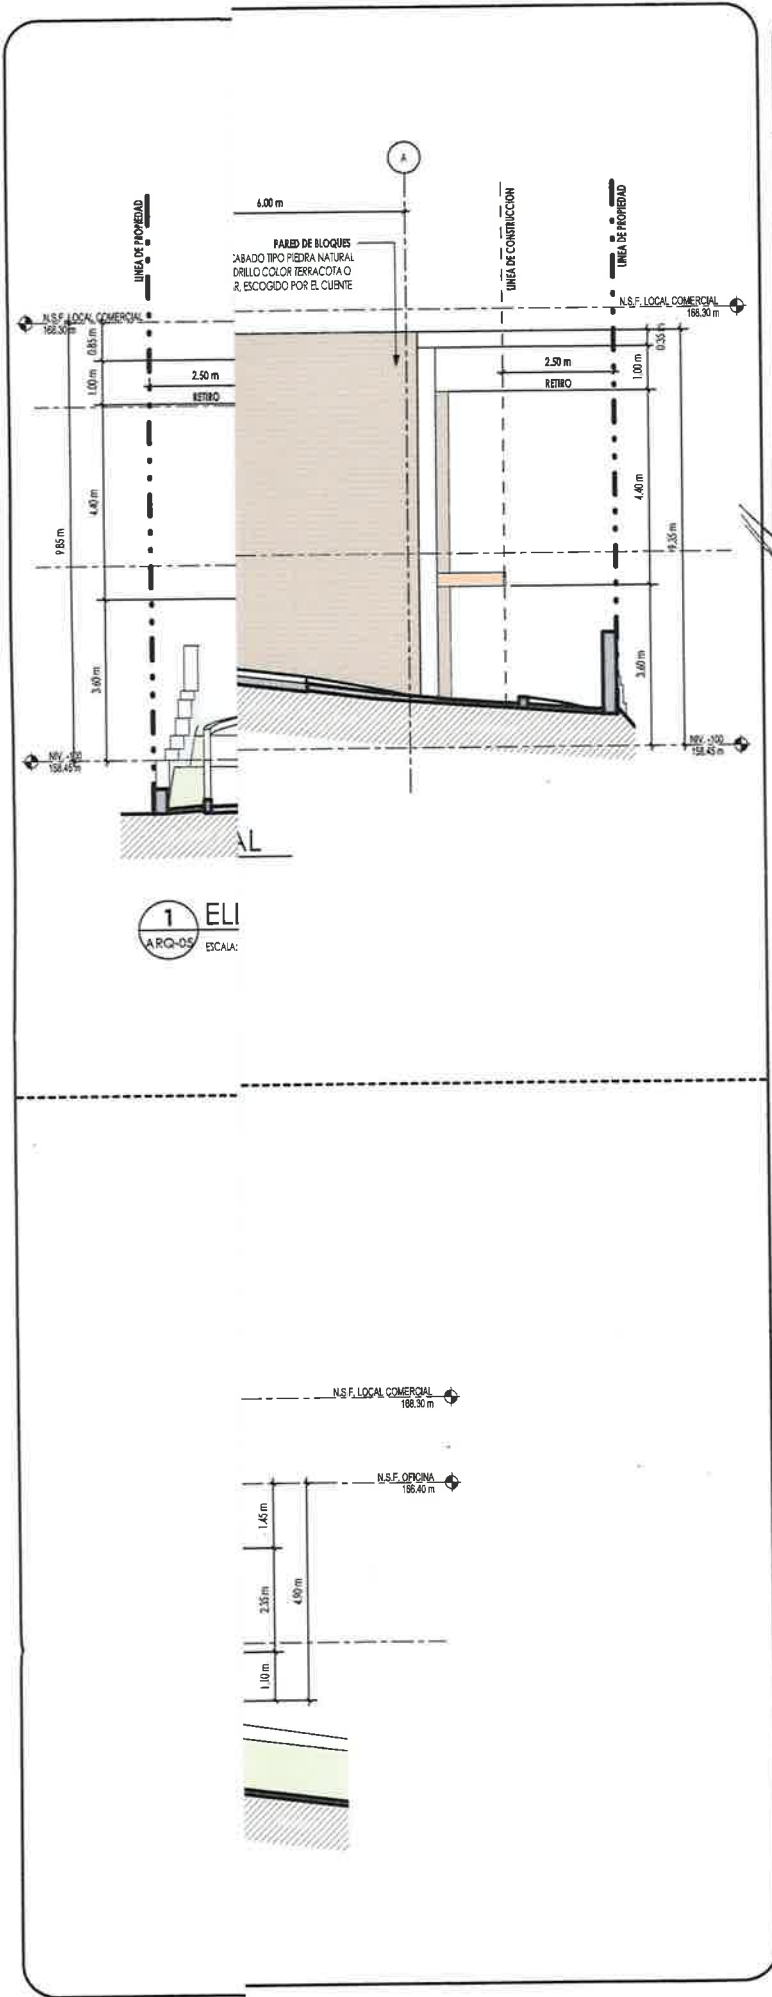 A
LINEA DE PROPIEDAD
6.00 m
LINEA DE CONSTRUCCION
LINEA DE PROPIEDAD
PARED DE BLOQUES
CABADO TIPO PIEDRA NATURAL
DRILLO COLOR TERRACOTA O
R, ESCOGIDO POR EL CLIENTE
N.S.F. LOCAL COMERCIAL
168.30 m
N.S.F. LOCAL COMERCIAL
168.30 m
0.85 m
0.35 m
1.00 m
2.50 m
RETIRO
2.50 m
RETIRO
1.00 m
4.40 m
9.85 m
4.40 m
9.35 m
3.60 m
3.60 m
NIV. -100
158.45 m
NIV. -100
158.45 m
AL
1
ARQ-05
ELE
ESCALA:
N.S.F. LOCAL COMERCIAL
168.30 m
N.S.F. OFICINA
166.40 m
1.45 m
2.35 m
4.90 m
1.10 m